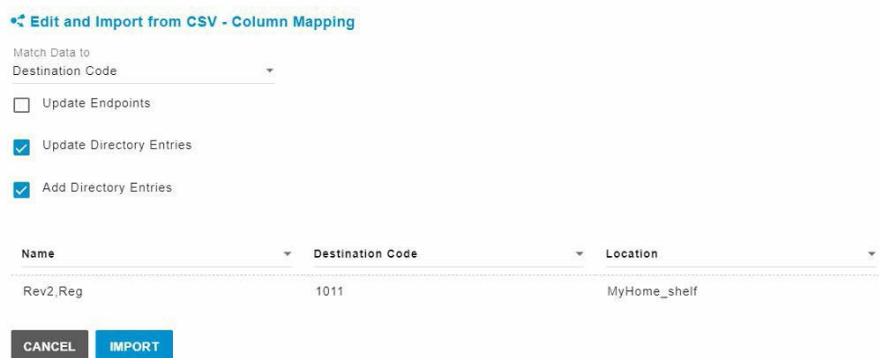 Edit and Import from CSV - Column Mapping
Match Data to
Destination Code
Update Endpoints
Update Directory Entries
Add Directory Entries
Name Destination Code Location
Rev2,Reg 1011 MyHome_shelf
CANCEL IMPORT